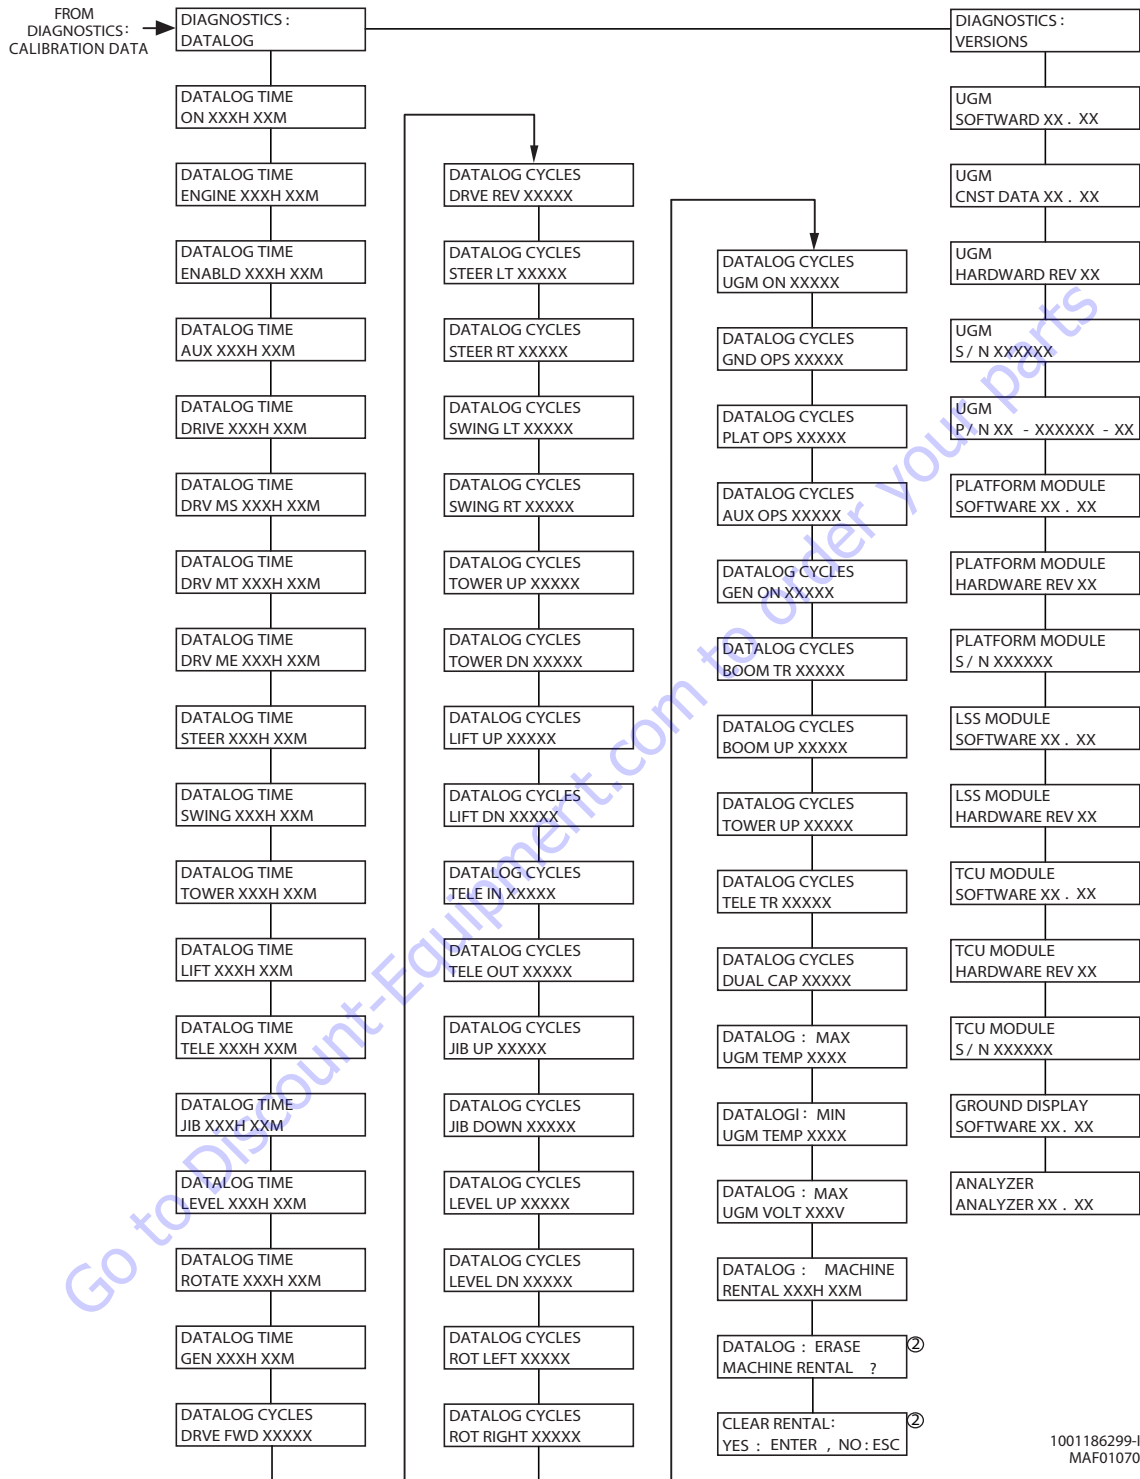 FROM
DIAGNOSTICS:
CALIBRATION DATA
DIAGNOSTICS:
DATALOG
DATALOG TIME
ON XXXH XXM
DATALOG TIME
ENGINE XXXH XXM
DATALOG TIME
ENABLD XXXH XXM
DATALOG TIME
AUX XXXH XXM
DATALOG TIME
DRIVE XXXH XXM
DATALOG TIME
DRV MS XXXH XXM
DATALOG TIME
DRV MT XXXH XXM
DATALOG TIME
DRV ME XXXH XXM
DATALOG TIME
STEER XXXH XXM
DATALOG TIME
SWING XXXH XXM
DATALOG TIME
TOWER XXXH XXM
DATALOG TIME
LIFT XXXH XXM
DATALOG TIME
TELE XXXH XXM
DATALOG TIME
JIB XXXH XXM
DATALOG TIME
LEVEL XXXH XXM
DATALOG TIME
ROTATE XXXH XXM
DATALOG TIME
GEN XXXH XXM
DATALOG CYCLES
DRVE FWD XXXXX
DATALOG CYCLES
DRVE REV XXXXX
DATALOG CYCLES
STEER LT XXXXX
DATALOG CYCLES
STEER RT XXXXX
DATALOG CYCLES
SWING LT XXXXX
DATALOG CYCLES
SWING RT XXXXX
DATALOG CYCLES
TOWER UP XXXXX
DATALOG CYCLES
TOWER DN XXXXX
DATALOG CYCLES
LIFT UP XXXXX
DATALOG CYCLES
LIFT DN XXXXX
DATALOG CYCLES
TELE IN XXXXX
DATALOG CYCLES
TELE OUT XXXXX
DATALOG CYCLES
JIB UP XXXXX
DATALOG CYCLES
JIB DOWN XXXXX
DATALOG CYCLES
LEVEL UP XXXXX
DATALOG CYCLES
LEVEL DN XXXXX
DATALOG CYCLES
ROT LEFT XXXXX
DATALOG CYCLES
ROT RIGHT XXXXX
DATALOG CYCLES
UGM ON XXXXX
DATALOG CYCLES
GND OPS XXXXX
DATALOG CYCLES
PLAT OPS XXXXX
DATALOG CYCLES
AUX OPS XXXXX
DATALOG CYCLES
GEN ON XXXXX
DATALOG CYCLES
BOOM TR XXXXX
DATALOG CYCLES
BOOM UP XXXXX
DATALOG CYCLES
TOWER UP XXXXX
DATALOG CYCLES
TELE TR XXXXX
DATALOG CYCLES
DUAL CAP XXXXX
DATALOG : MAX
UGM TEMP XXXX
DATALOGI : MIN
UGM TEMP XXXX
DATALOG : MAX
UGM VOLT XXXV
DATALOG : MACHINE
RENTAL XXXH XXM
DATALOG : ERASE ②
MACHINE RENTAL ?
CLEAR RENTAL: ②
YES : ENTER , NO : ESC
DIAGNOSTICS :
VERSIONS
UGM
SOFTWARD XX . XX
UGM
CNST DATA XX . XX
UGM
HARDWARD REV XX
UGM
S / N XXXXXX
UGM
P / N XX - XXXXXX - XX
PLATFORM MODULE
SOFTWARE XX . XX
PLATFORM MODULE
HARDWARE REV XX
PLATFORM MODULE
S / N XXXXXX
LSS MODULE
SOFTWARE XX . XX
LSS MODULE
HARDWARE REV XX
TCU MODULE
SOFTWARE XX . XX
TCU MODULE
HARDWARE REV XX
TCU MODULE
S / N XXXXXX
GROUND DISPLAY
SOFTWARE XX . XX
ANALYZER
ANALYZER XX . XX
1001186299-I
MAF01070
Go to Discount-Equipment.com to order your parts